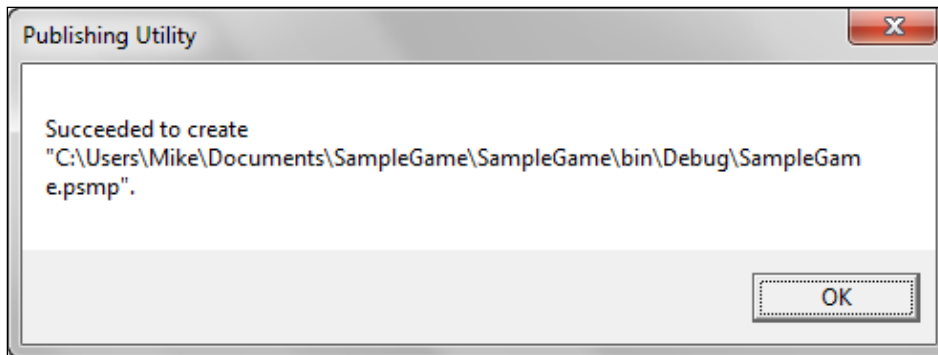 Publishing Utility
Succeeded to create
"C:\Users\Mike\Documents\SampleGame\SampleGame\bin\Debug\SampleGam
e.psmp".
OK